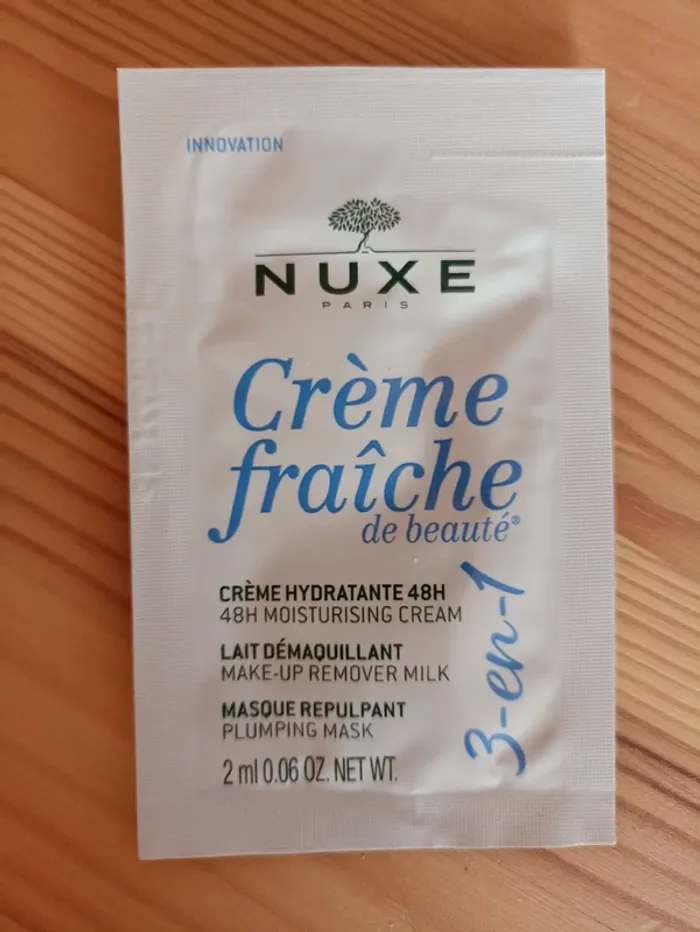 INNOVATION
NUXE
PARIS
Crème
fraîche
de beauté®
CRÈME HYDRATANTE 48H
48H MOISTURISING CREAM
LAIT DÉMAQUILLANT
MAKE-UP REMOVER MILK
MASQUE REPULPANT
PLUMPING MASK
2 ml 0.06 OZ. NET WT.
3-en-1